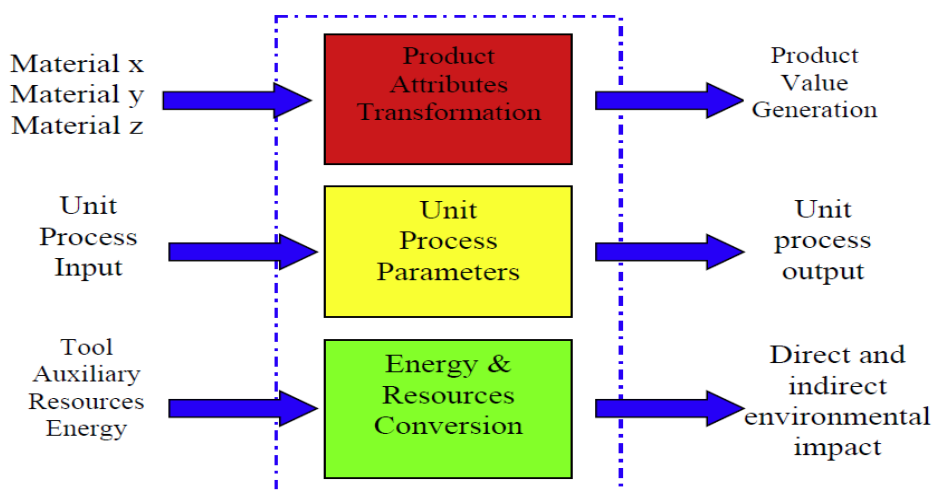 Material x
Material y
Material z
Product
Attributes
Transformation
Product
Value
Generation
Unit
Process
Input
Unit
Process
Parameters
Unit
process
output
Tool
Auxiliary
Resources
Energy
Energy &
Resources
Conversion
Direct and
indirect
environmental
impact